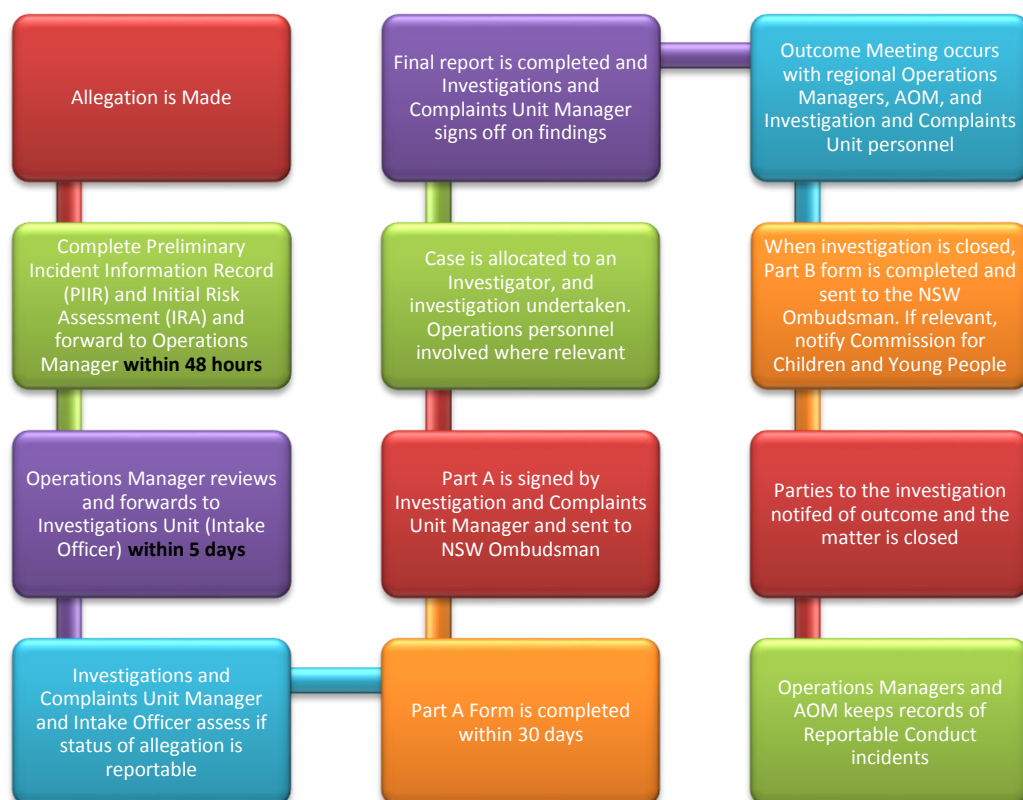 Allegation is Made
Complete Preliminary
Incident Information Record
(PIIR) and Initial Risk
Assessment (IRA) and
forward to Operations
Manager within 48 hours
Operations Manager reviews
and forwards to
Investigations Unit (Intake
Officer) within 5 days
Investigations and
Complaints Unit Manager
and Intake Officer assess if
status of allegation is
reportable
Part A Form is completed
within 30 days
Part A is signed by
Investigation and Complaints
Unit Manager and sent to
NSW Ombudsman
Case is allocated to an
Investigator, and
investigation undertaken.
Operations personnel
involved where relevant
Final report is completed and
Investigations and
Complaints Unit Manager
signs off on findings
Outcome Meeting occurs
with regional Operations
Managers, AOM, and
Investigation and Complaints
Unit personnel
When investigation is closed,
Part B form is completed and
sent to the NSW
Ombudsman. If relevant,
notify Commission for
Children and Young People
Parties to the investigation
notifed of outcome and the
matter is closed
Operations Managers and
AOM keeps records of
Reportable Conduct
incidents